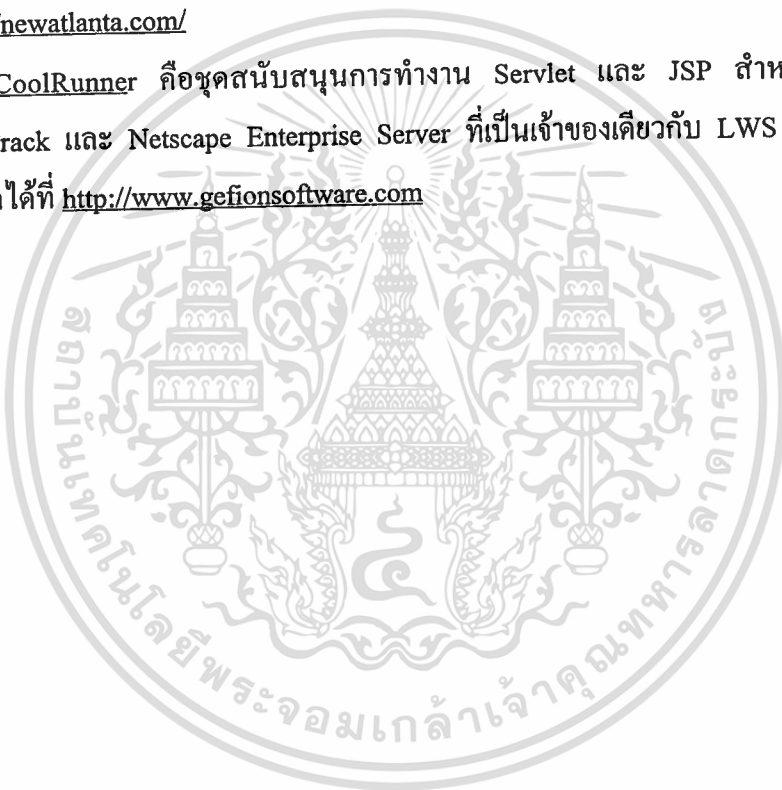 /newatlanta.com/
CoolRunner คือชุดสนับสนุนการทำงาน Servlet และ JSP สำห
rack และ Netscape Enterprise Server ที่เป็นเจ้าของเดียวกับ LWS
ได้ที่ http://www.gefionsoftware.com
สถาบันเทคโนโลยีพระจอมเกล้าเจ้าคุณทหารลาดกระบัง